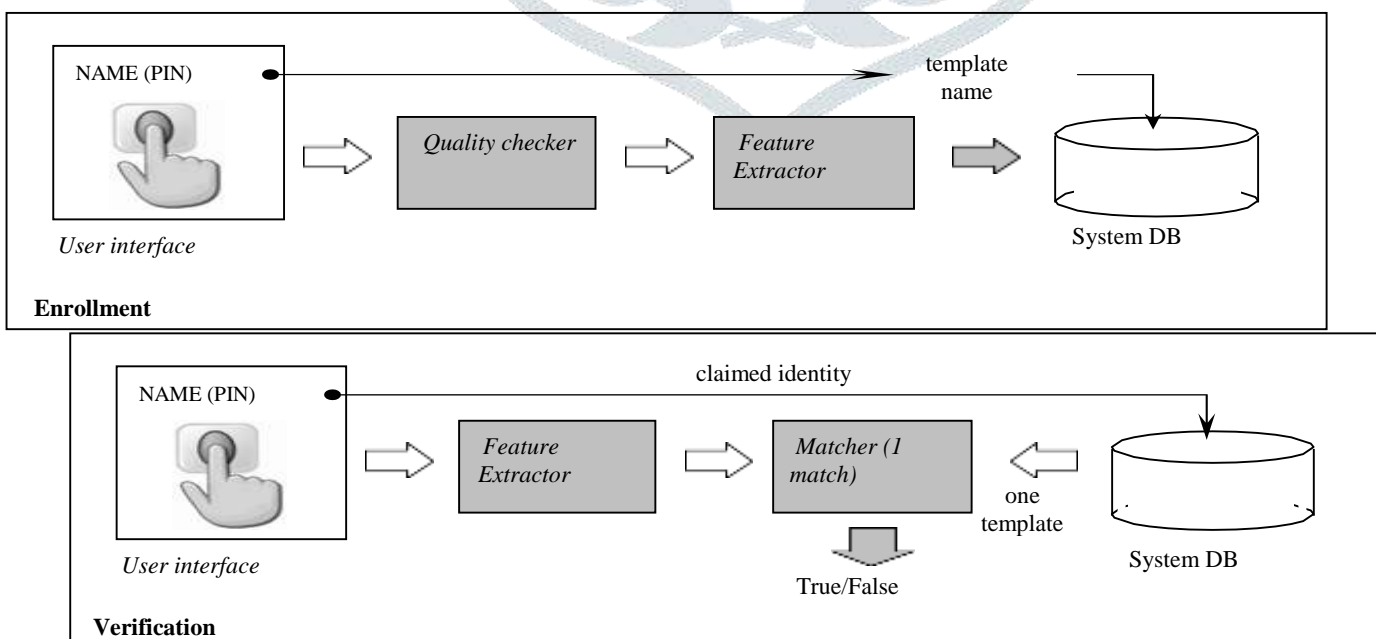 NAME (PIN)
template
name
Quality checker
Feature
Extractor
User interface
System DB
Enrollment
claimed identity
NAME (PIN)
Feature
Extractor
Matcher (1
match)
one
template
User interface
System DB
True/False
Verification